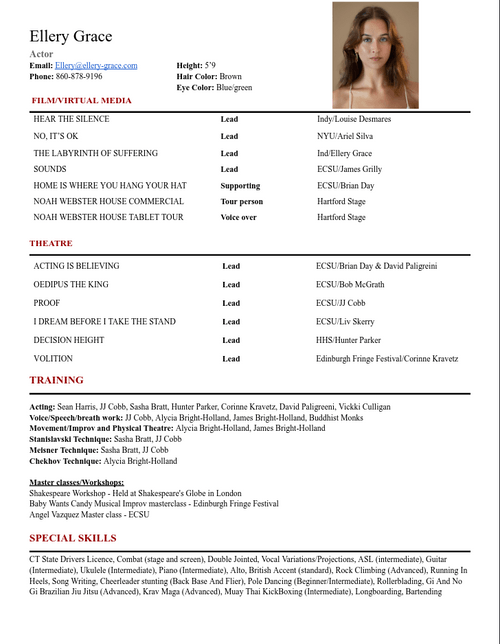 Ellery Grace
Actor
Email: Ellery@ellery-grace.com Height: 5'9
Phone: 860-878-9196 Hair Color: Brown
Eye Color: Blue/green
FILM/VIRTUAL MEDIA
HEAR THE SILENCE Lead Indy/Louise Desmares
NO, IT'S OK Lead NYU/Ariel Silva
THE LABYRINTH OF SUFFERING Lead Ind/Ellery Grace
SOUNDS Lead ECSU/James Grilly
HOME IS WHERE YOU HANG YOUR HAT Supporting ECSU/Brian Day
NOAH WEBSTER HOUSE COMMERCIAL Tour person Hartford Stage
NOAH WEBSTER HOUSE TABLET TOUR Voice over Hartford Stage
THEATRE
ACTING IS BELIEVING Lead ECSU/Brian Day & David Paligreini
OEDIPUS THE KING Lead ECSU/Bob McGrath
PROOF Lead ECSU/JJ Cobb
I DREAM BEFORE I TAKE THE STAND Lead ECSU/Liv Skerry
DECISION HEIGHT Lead HHS/Hunter Parker
VOLITION Lead Edinburgh Fringe Festival/Corinne Kravetz
TRAINING
Acting: Sean Harris, JJ Cobb, Sasha Bratt, Hunter Parker, Corinne Kravetz, David Paligreeni, Vickki Culligan
Voice/Speech/breath work: JJ Cobb, Alycia Bright-Holland, James Bright-Holland, Buddhist Monks
Movement/Improv and Physical Theatre: Alycia Bright-Holland, James Bright-Holland
Stanislavski Technique: Sasha Bratt, JJ Cobb
Meisner Technique: Sasha Bratt, JJ Cobb
Chekhov Technique: Alycia Bright-Holland
Master classes/Workshops:
Shakespeare Workshop - Held at Shakespeare's Globe in London
Baby Wants Candy Musical Improv masterclass - Edinburgh Fringe Festival
Angel Vazquez Master class - ECSU
SPECIAL SKILLS
CT State Drivers Licence, Combat (stage and screen), Double Jointed, Vocal Variations/Projections, ASL (intermediate), Guitar
(Intermediate), Ukulele (Intermediate), Piano (Intermediate), Alto, British Accent (standard), Rock Climbing (Advanced), Running In
Heels, Song Writing, Cheerleader stunting (Back Base And Flier), Pole Dancing (Beginner/Intermediate), Rollerblading, Gi And No
Gi Brazilian Jiu Jitsu (Advanced), Krav Maga (Advanced), Muay Thai KickBoxing (Intermediate), Longboarding, Bartending